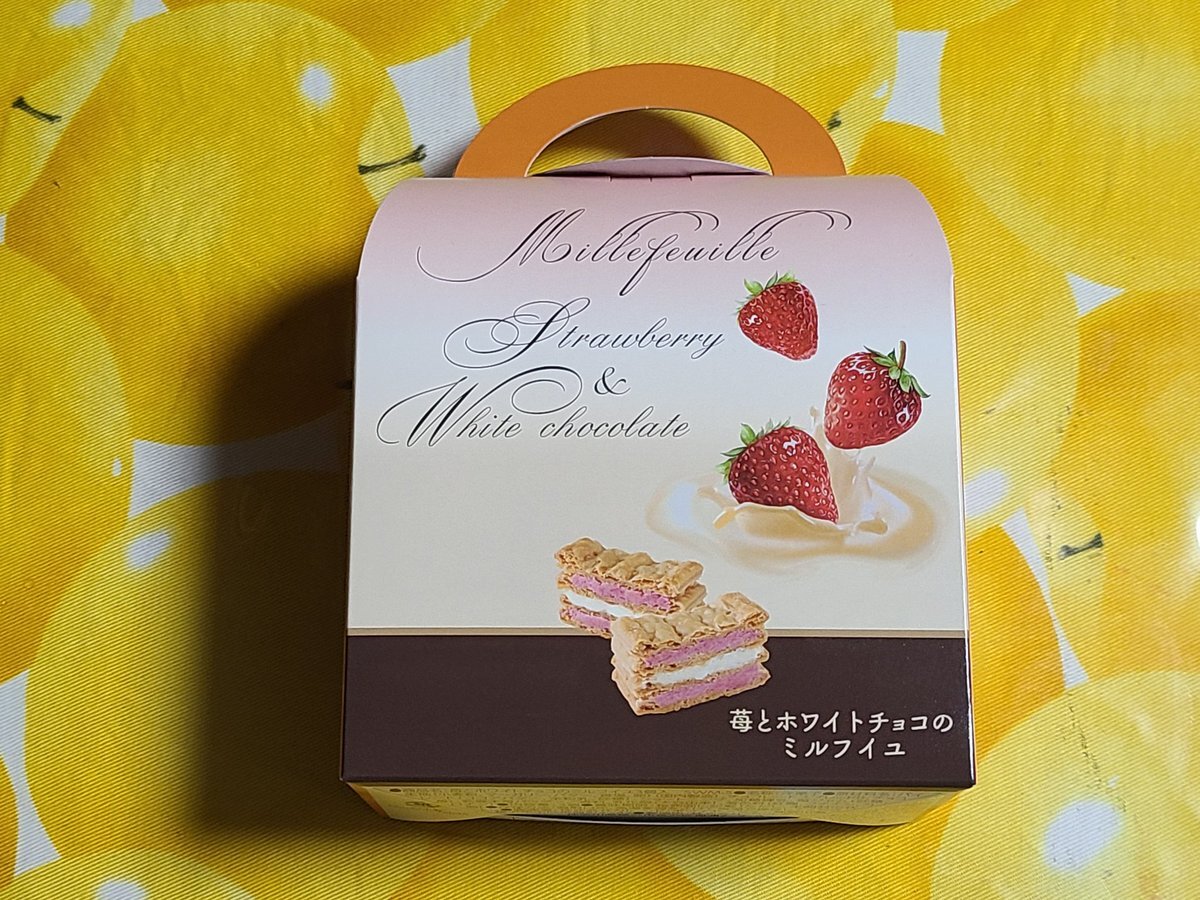 Millefeuille
Strawberry
&
White chocolate
苺とホワイトチョコの
ミルフイユ